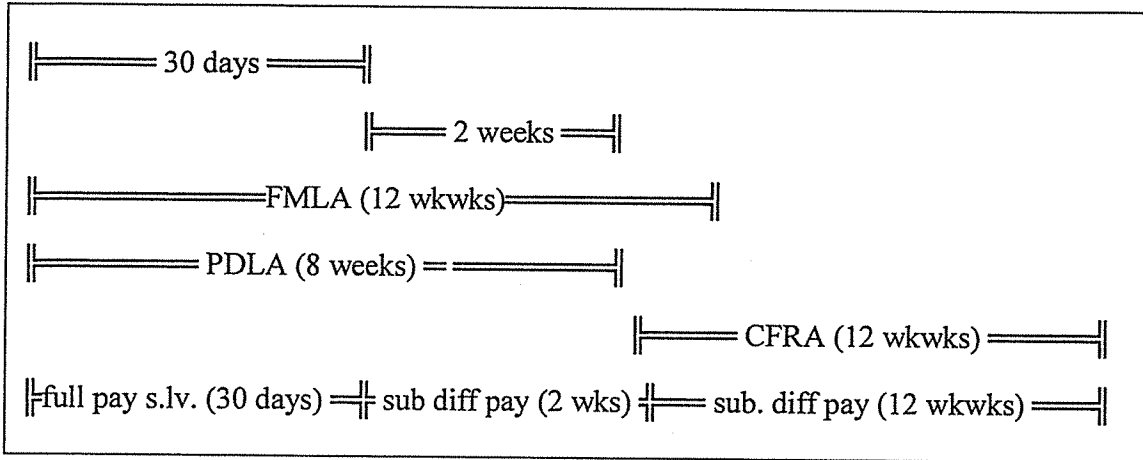 30 days
2 weeks
FMLA (12 wkwks)
PDLA (8 weeks)
CFRA (12 wkwks)
full pay s.lv. (30 days) sub diff pay (2 wks) sub. diff pay (12 wkwks)